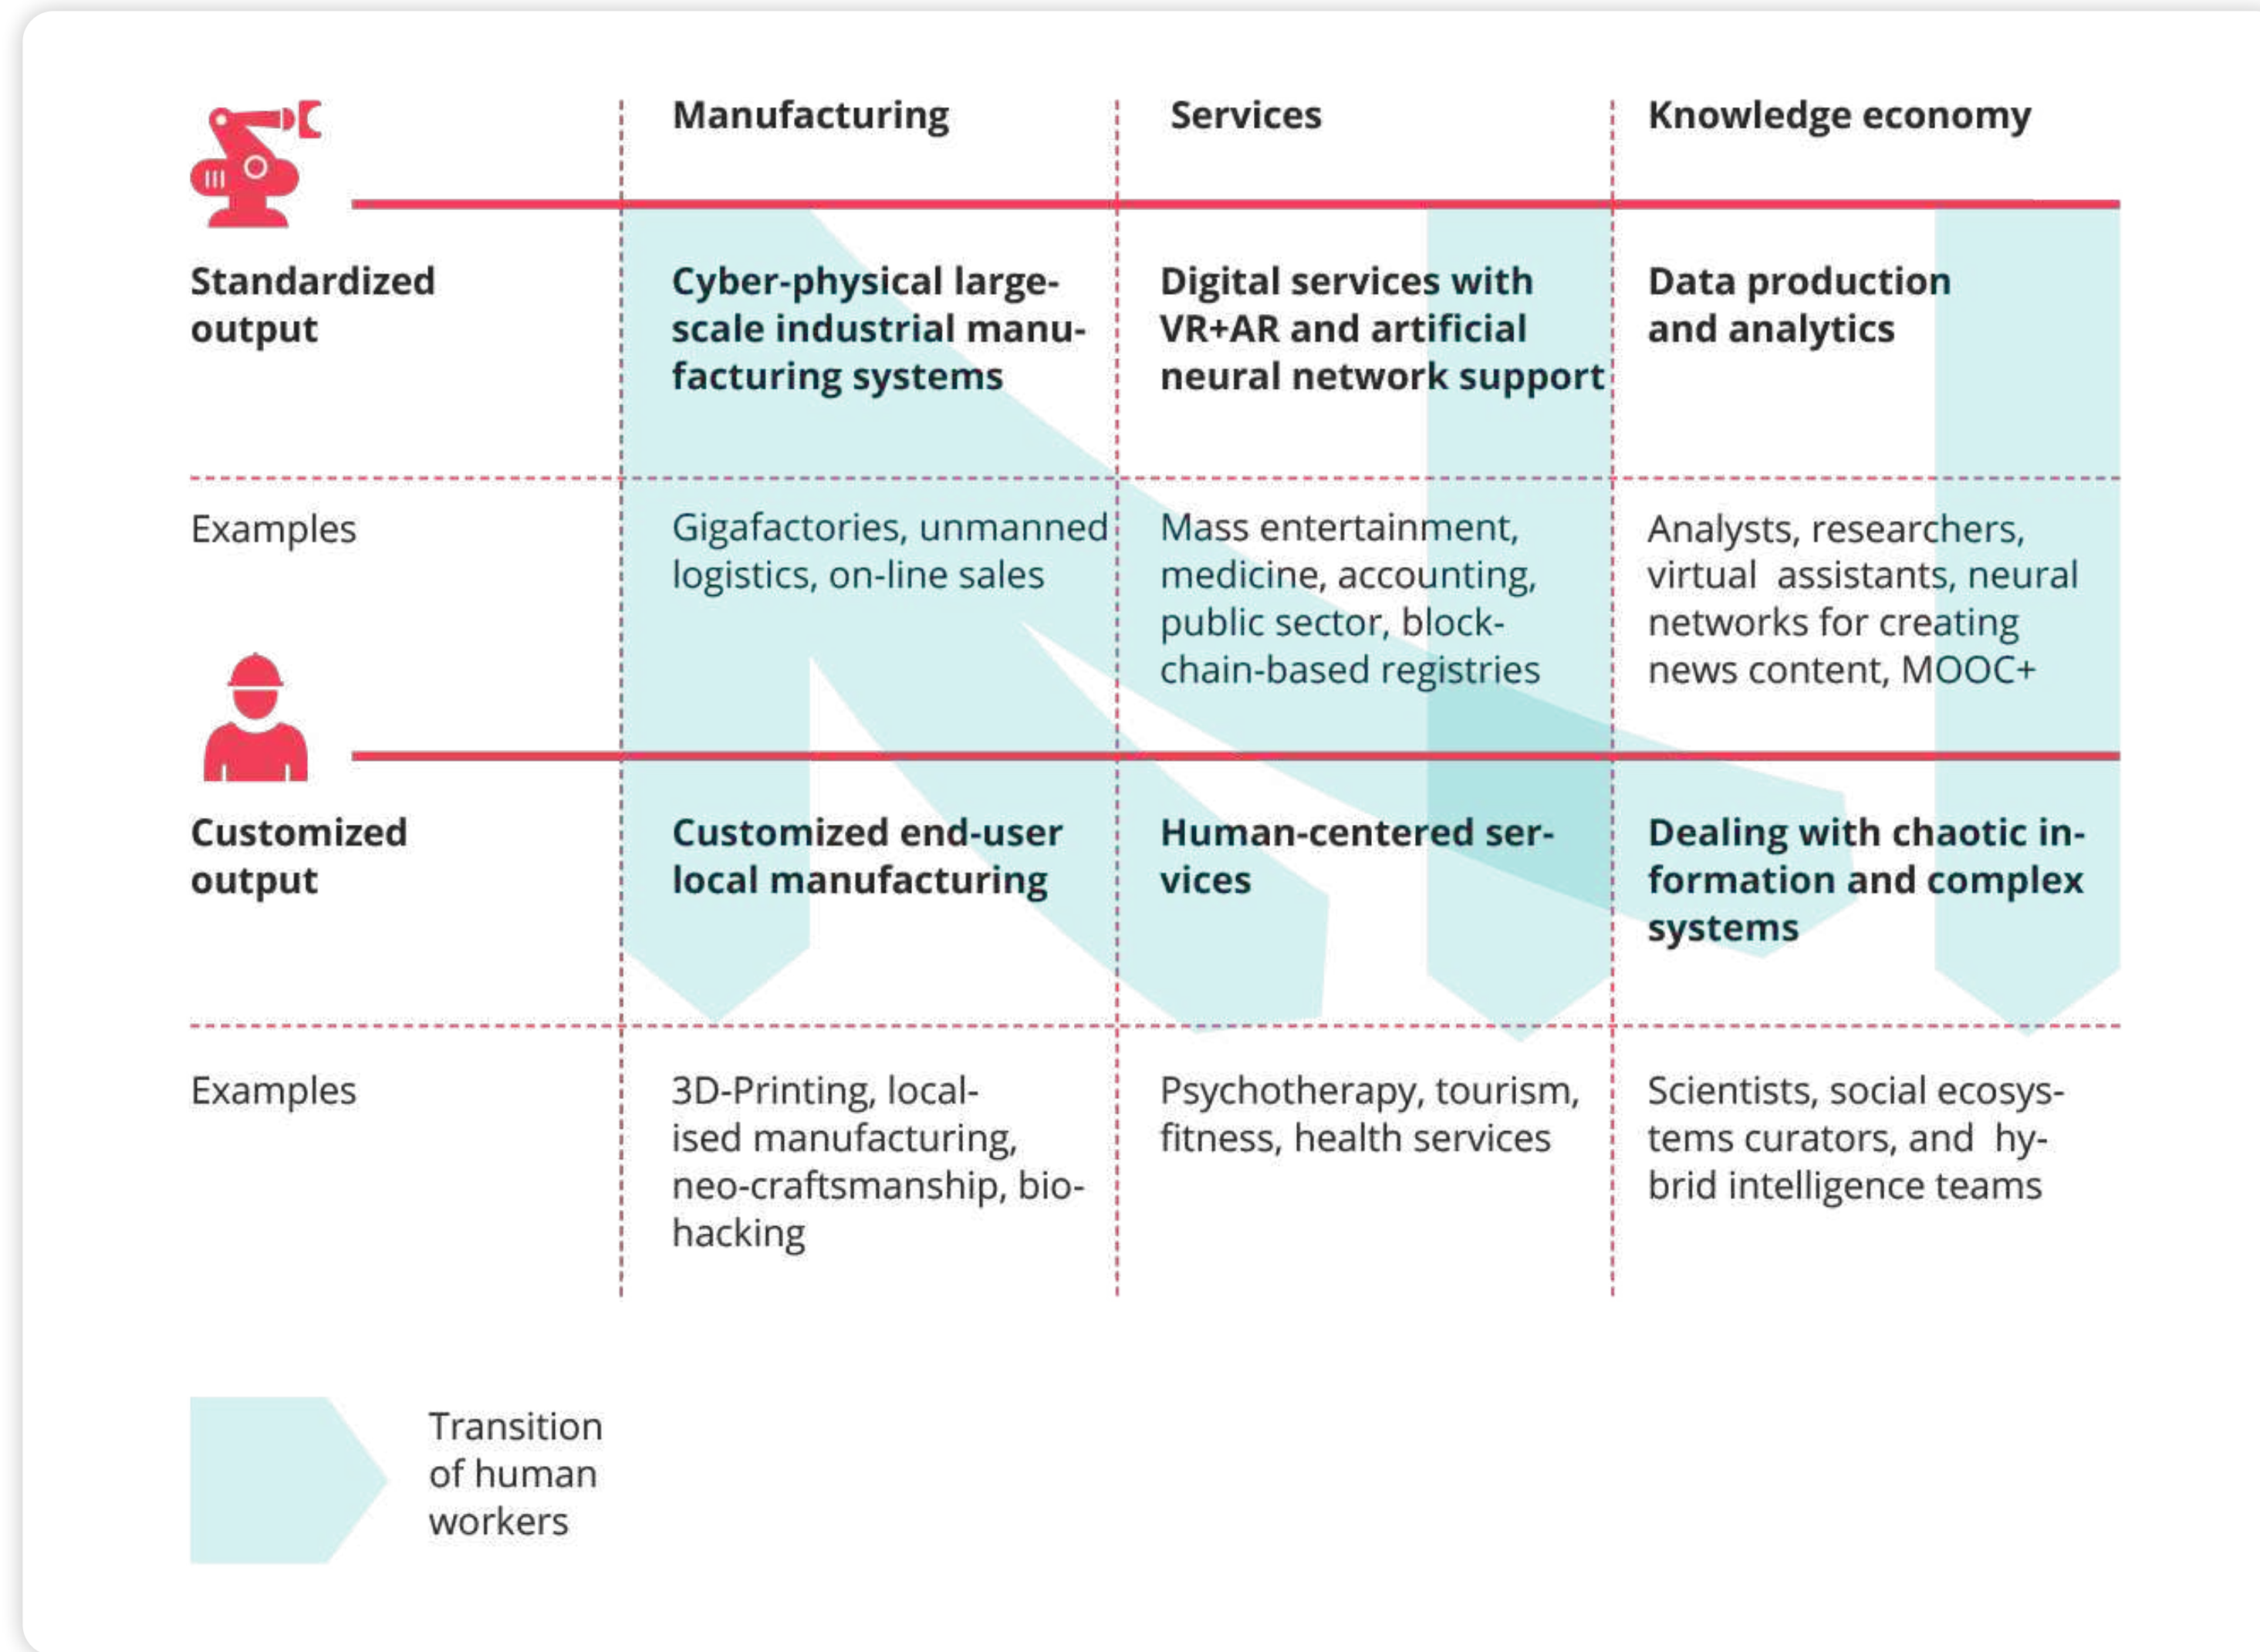 Manufacturing
Services
Knowledge economy
Standardized
output
Cyber-physical large-
scale industrial manu-
facturing systems
Digital services with
VR+AR and artificial
neural network support
Data production
and analytics
Examples
Gigafactories, unmanned
logistics, on-line sales
Mass entertainment,
medicine, accounting,
public sector, block-
chain-based registries
Analysts, researchers,
virtual assistants, neural
networks for creating
news content, MOOC+
Customized
output
Customized end-user
local manufacturing
Human-centered ser-
vices
Dealing with chaotic in-
formation and complex
systems
Examples
3D-Printing, local-
ised manufacturing,
neo-craftsmanship, bio-
hacking
Psychotherapy, tourism,
fitness, health services
Scientists, social ecosys-
tems curators, and hy-
brid intelligence teams
Transition
of human
workers